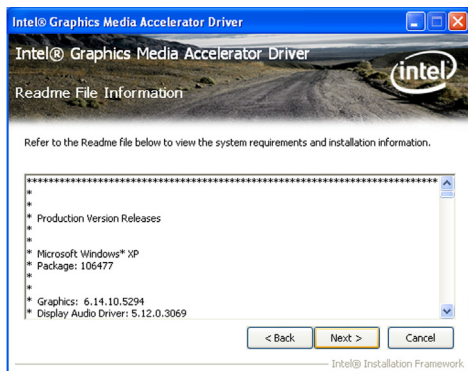 Intel® Graphics Media Accelerator Driver
Intel® Graphics Media Accelerator Driver
Readme File Information
intel
Refer to the Readme file below to view the system requirements and installation information.
********************************************************************************
*
*
* Production Version Releases
*
*
* Microsoft Windows* XP
* Package: 106477
*
*
* Graphics: 6.14.10.5294
* Display Audio Driver: 5.12.0.3069
< Back Next > Cancel
Intel® Installation Framework